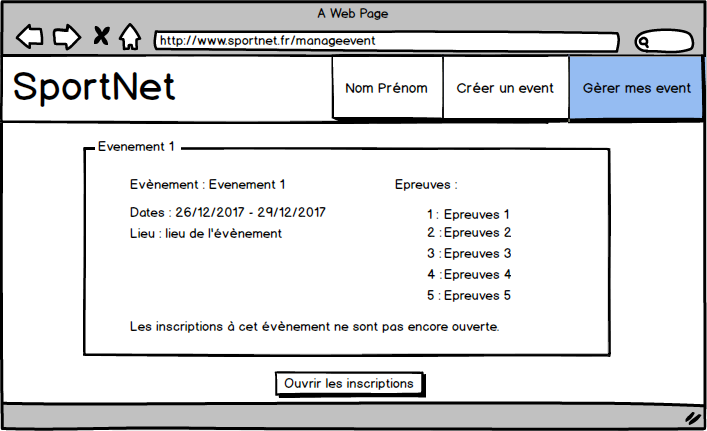 A Web Page
http://www.sportnet.fr/manageevent
SportNet
Nom Prénom
Créer un event
Gèrer mes event
Evenement 1
Evènement : Evenement 1
Dates : 26/12/2017 - 29/12/2017
Lieu : lieu de l'évènement
Epreuves :
1 : Epreuves 1
2 : Epreuves 2
3 : Epreuves 3
4 : Epreuves 4
5 : Epreuves 5
Les inscriptions à cet évènement ne sont pas encore ouverte.
Ouvrir les inscriptions